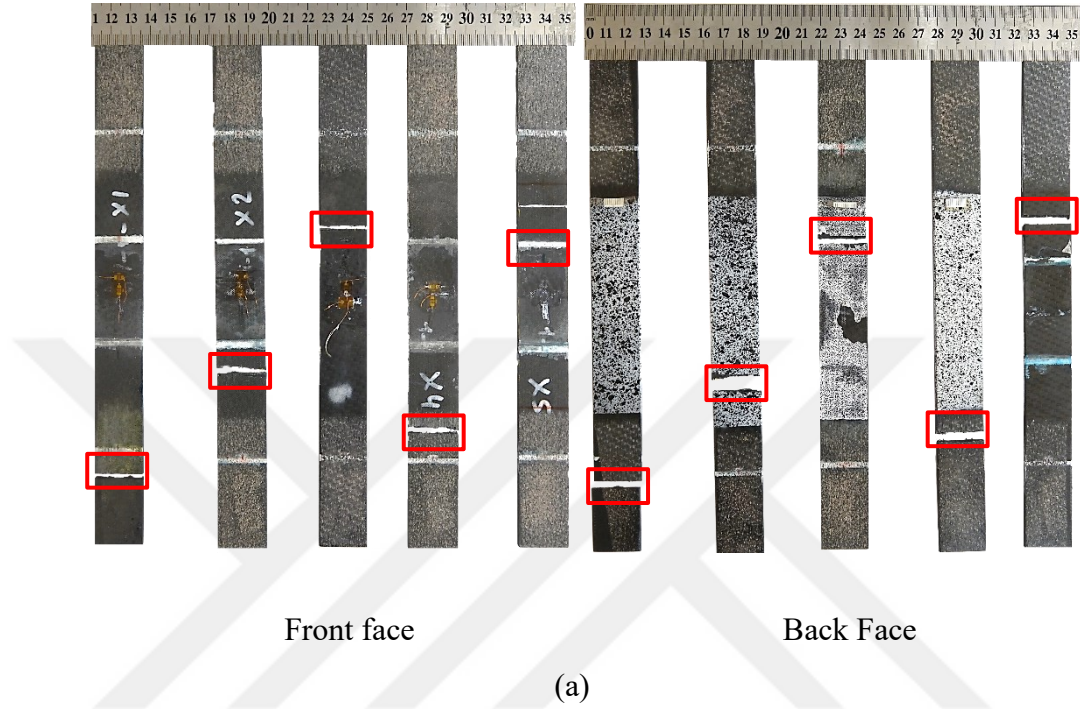 11 12 13 14 15 16 17 18 19 20 21 22 23 24 25 26 27 28 29 30 31 32 33 34 35
mm
0 11 12 13 14 15 16 17 18 19 20 21 22 23 24 25 26 27 28 29 30 31 32 33 34 35
X1
X2
X4
X5
Front face
Back Face
(a)